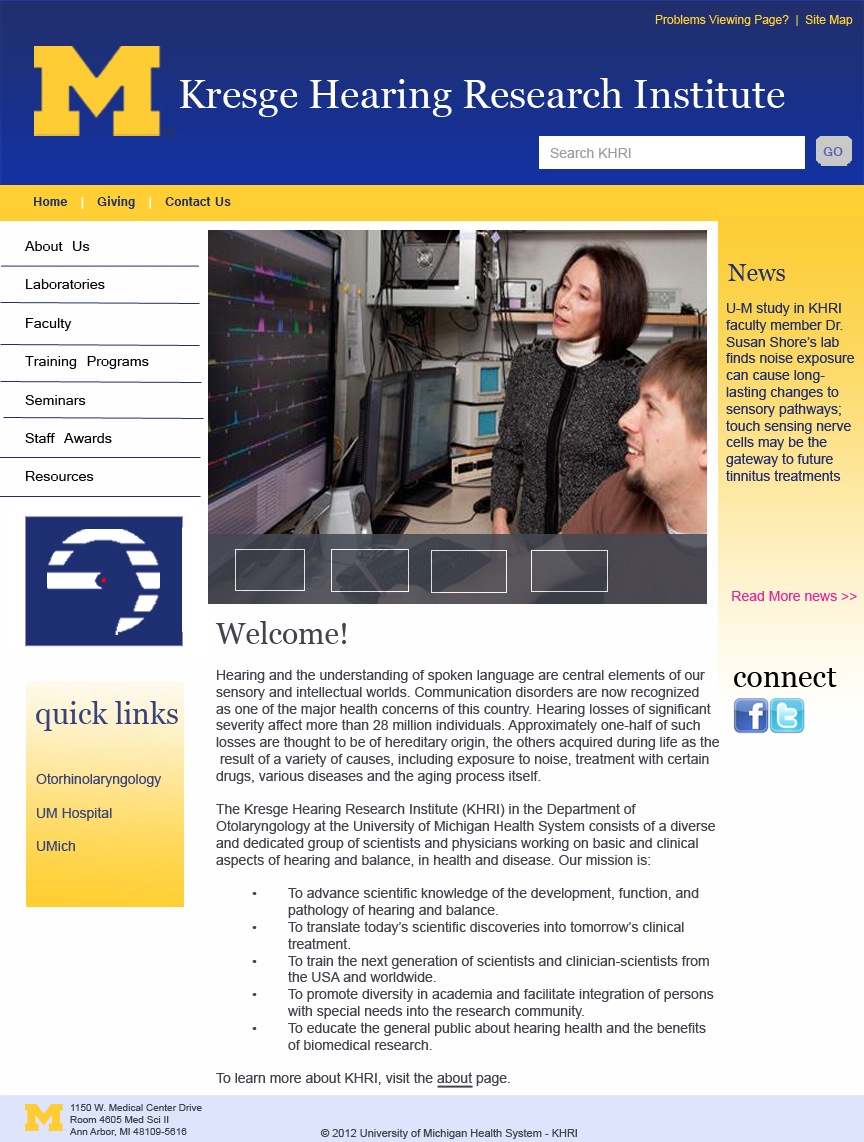 Problems Viewing Page? | Site Map
M
Kresge Hearing Research Institute
Search KHRI
GO
Home | Giving | Contact Us
About Us
Laboratories
Faculty
Training Programs
Seminars
Staff Awards
Resources
quick links
Otorhinolaryngology
UM Hospital
UMich
Welcome!
Hearing and the understanding of spoken language are central elements of our
sensory and intellectual worlds. Communication disorders are now recognized
as one of the major health concerns of this country. Hearing losses of significant
severity affect more than 28 million individuals. Approximately one-half of such
losses are thought to be of hereditary origin, the others acquired during life as the
result of a variety of causes, including exposure to noise, treatment with certain
drugs, various diseases and the aging process itself.
The Kresge Hearing Research Institute (KHRI) in the Department of
Otolaryngology at the University of Michigan Health System consists of a diverse
and dedicated group of scientists and physicians working on basic and clinical
aspects of hearing and balance, in health and disease. Our mission is:
• To advance scientific knowledge of the development, function, and
pathology of hearing and balance.
• To translate today's scientific discoveries into tomorrow's clinical
treatment.
• To train the next generation of scientists and clinician-scientists from
the USA and worldwide.
• To promote diversity in academia and facilitate integration of persons
with special needs into the research community.
• To educate the general public about hearing health and the benefits
of biomedical research.
To learn more about KHRI, visit the about page.
News
U-M study in KHRI
faculty member Dr.
Susan Shore's lab
finds noise exposure
can cause long-
lasting changes to
sensory pathways;
touch sensing nerve
cells may be the
gateway to future
tinnitus treatments
Read More news >>
connect
f t
M
1150 W. Medical Center Drive
Room 4605 Med Sci II
Ann Arbor, MI 48109-5616
© 2012 University of Michigan Health System - KHRI